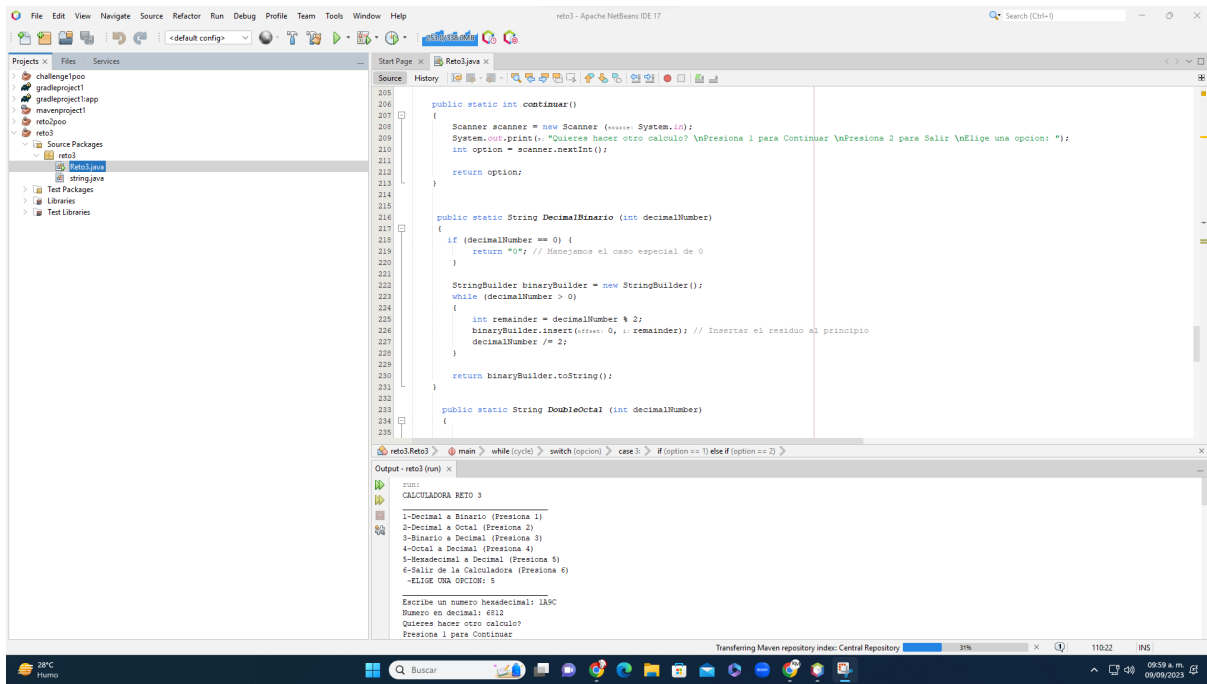 File Edit View Navigate Source Refactor Run Debug Profile Team Tools Window Help
reto3 - Apache NetBeans IDE 17
Search (Ctrl+I)
<default config>
Projects
Files
Services
challenge1poo
gradleproject1
gradleproject1:app
mavenproject1
reto2poo
reto3
Source Packages
reto3
Reto3.java
string.java
Test Packages
Libraries
Test Libraries
Start Page
Reto3.java
Source
History
205
206 public static int continuar()
207 {
208 Scanner scanner = new Scanner (source: System.in);
209 System.out.print(s: "Quieres hacer otro calculo? \nPresiona 1 para Continuar \nPresiona 2 para Salir \nElige una opcion: ");
210 int option = scanner.nextInt();
211
212 return option;
213 }
214
215
216 public static String DecimalBinario (int decimalNumber)
217 {
218 if (decimalNumber == 0) {
219 return "0"; // Manejamos el caso especial de 0
220 }
221
222 StringBuilder binaryBuilder = new StringBuilder();
223 while (decimalNumber > 0)
224 {
225 int remainder = decimalNumber % 2;
226 binaryBuilder.insert(offset: 0, i: remainder); // Insertar el residuo al principio
227 decimalNumber /= 2;
228 }
229
230 return binaryBuilder.toString();
231 }
232
233 public static String DoubleOctal (int decimalNumber)
234 {
235
reto3.Reto3 main while (cycle) switch (opcion) case 3: if (option == 1) else if (option == 2)
Output - reto3 (run)
run:
CALCULADORA RETO 3
1-Decimal a Binario (Presiona 1)
2-Decimal a Octal (Presiona 2)
3-Binario a Decimal (Presiona 3)
4-Octal a Decimal (Presiona 4)
5-Hexadecimal a Decimal (Presiona 5)
6-Salir de la Calculadora (Presiona 6)
-ELIGE UNA OPCION: 5
Escribe un numero hexadecimal: 1A9C
Numero en decimal: 6812
Quieres hacer otro calculo?
Presiona 1 para Continuar
Transferring Maven repository index: Central Repository
31%
110:22
INS
28°C
Humo
Buscar
09:59 a. m.
09/09/2023